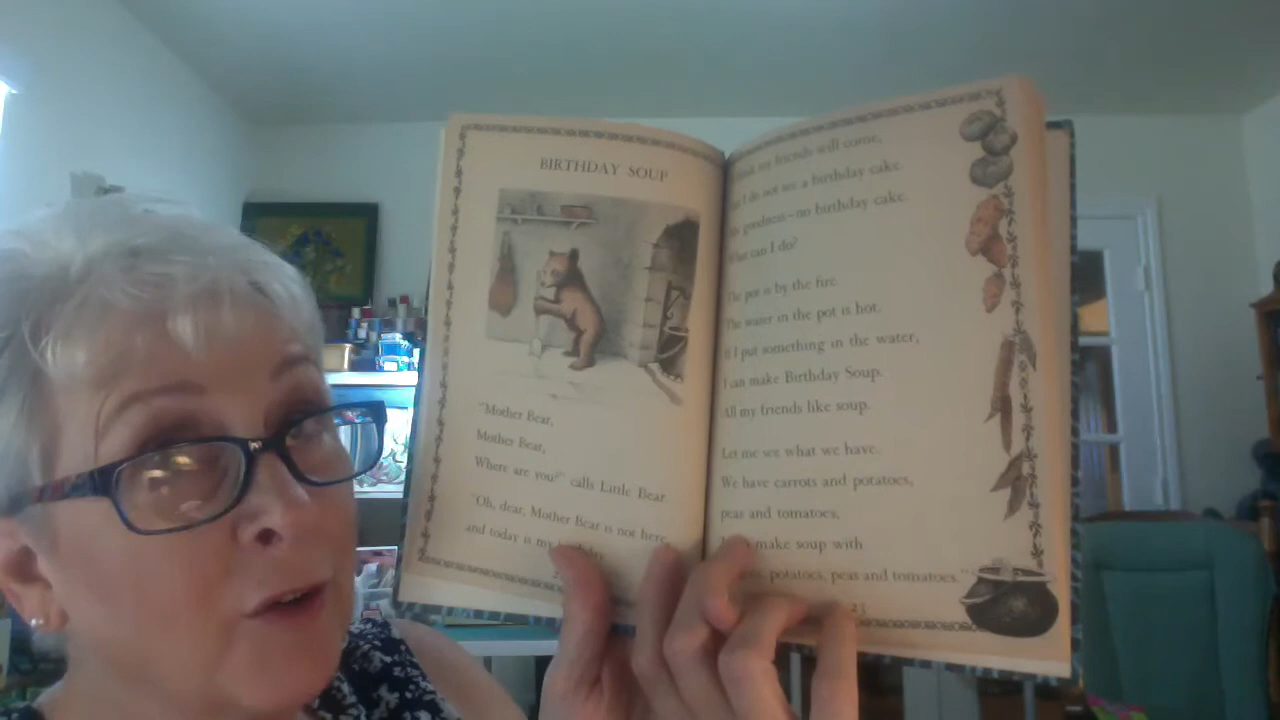 BIRTHDAY SOUP
"Mother Bear,
Mother Bear,
Where are you?" calls Little Bear.
"Oh, dear, Mother Bear is not here,
and today is my
my friends will come,
I do not see a birthday cake.
goodness—no birthday cake.
What can I do?
The pot is by the fire.
The water in the pot is hot.
If I put something in the water,
I can make Birthday Soup.
All my friends like soup.
Let me see what we have.
We have carrots and potatoes,
peas and tomatoes,
make soup with
potatoes, peas and tomatoes."
23